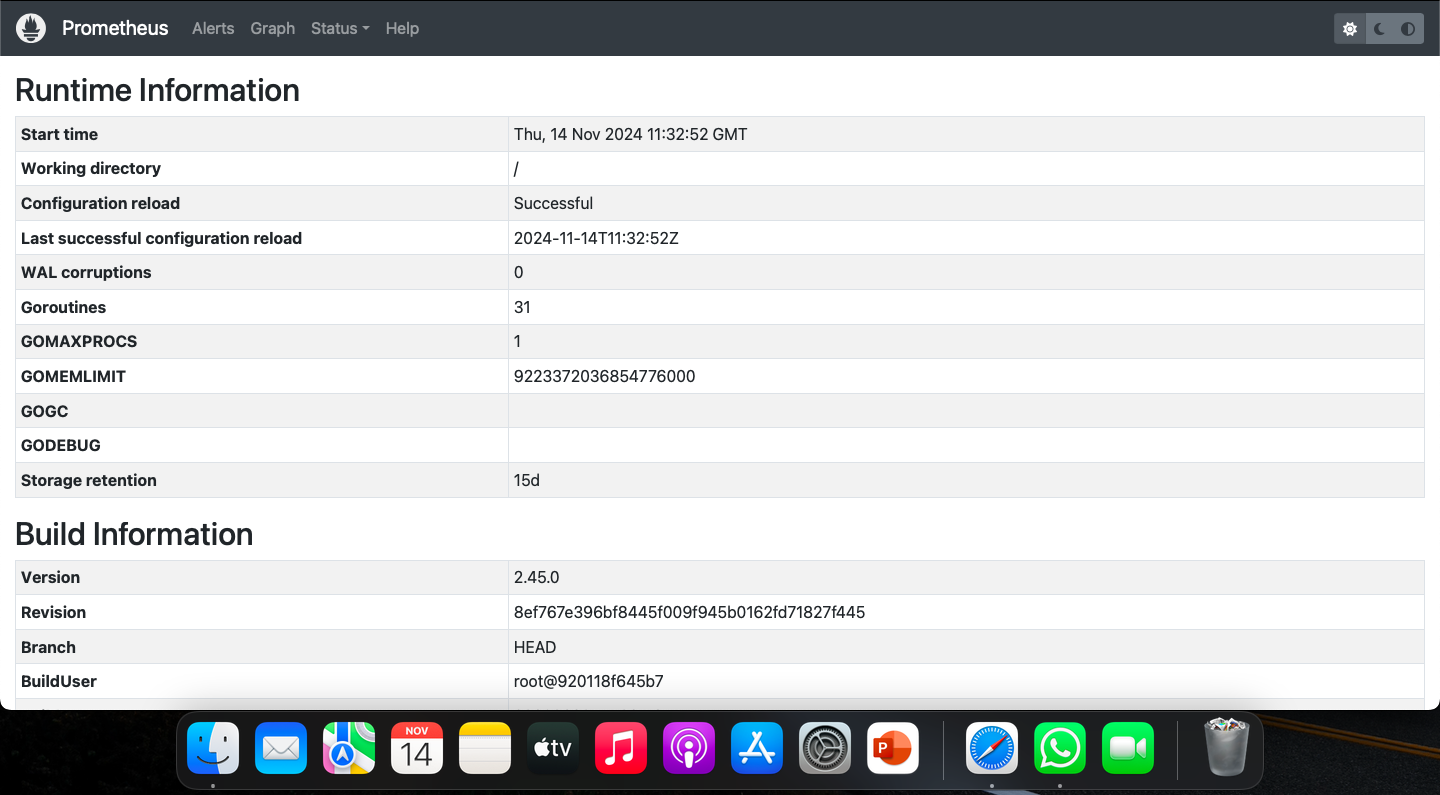 Prometheus Alerts Graph Status Help
Runtime Information
Start time Thu, 14 Nov 2024 11:32:52 GMT
Working directory /
Configuration reload Successful
Last successful configuration reload 2024-11-14T11:32:52Z
WAL corruptions 0
Goroutines 31
GOMAXPROCS 1
GOMEMLIMIT 9223372036854776000
GOGC
GODEBUG
Storage retention 15d
Build Information
Version 2.45.0
Revision 8ef767e396bf8445f009f945b0162fd71827f445
Branch HEAD
BuildUser root@920118f645b7
NOV
14
tv
P